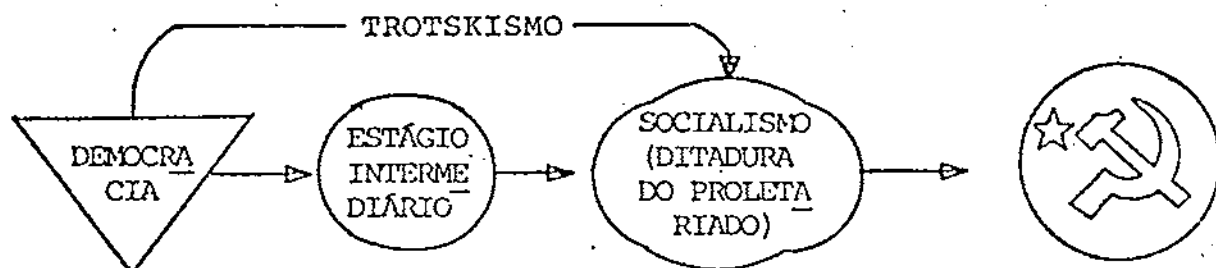 TROTSKISMO
DEMOCRA
CIA
ESTÁGIO
INTERME
DIÁRIO
SOCIALISMO
(DITADURA
DO PROLETA
RIADO)